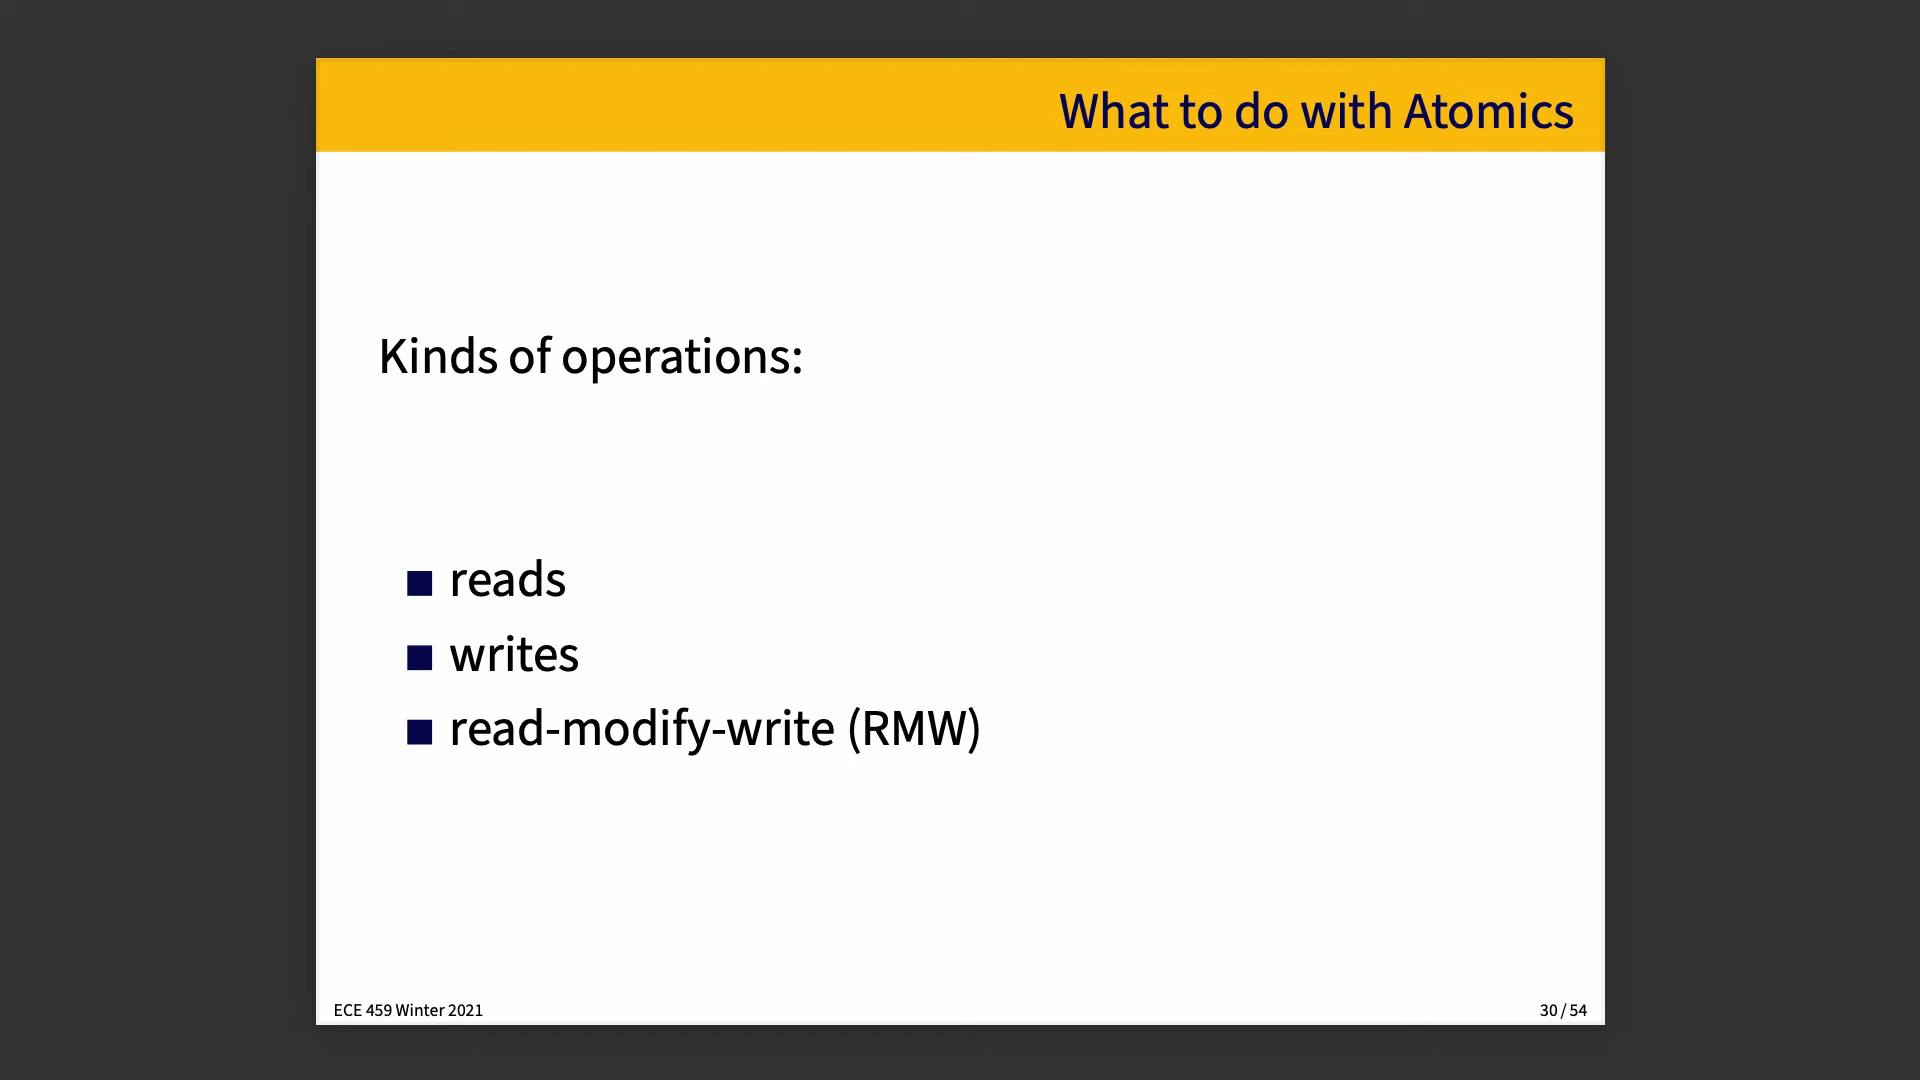 What to do with Atomics
Kinds of operations:
reads
writes
read-modify-write (RMW)
ECE 459 Winter 2021
30 / 54